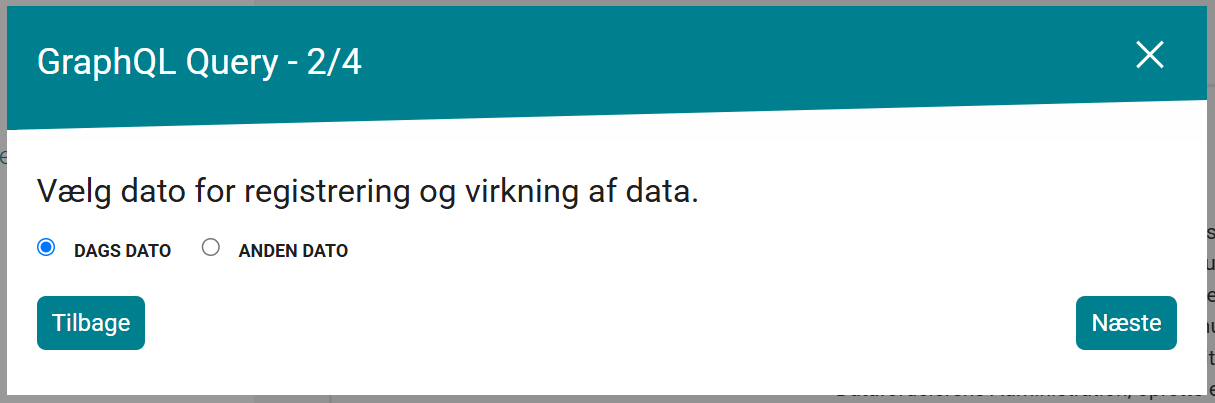 GraphQL Query - 2/4
Vælg dato for registrering og virkning af data.
DAGS DATO ANDEN DATO
Tilbage Næste